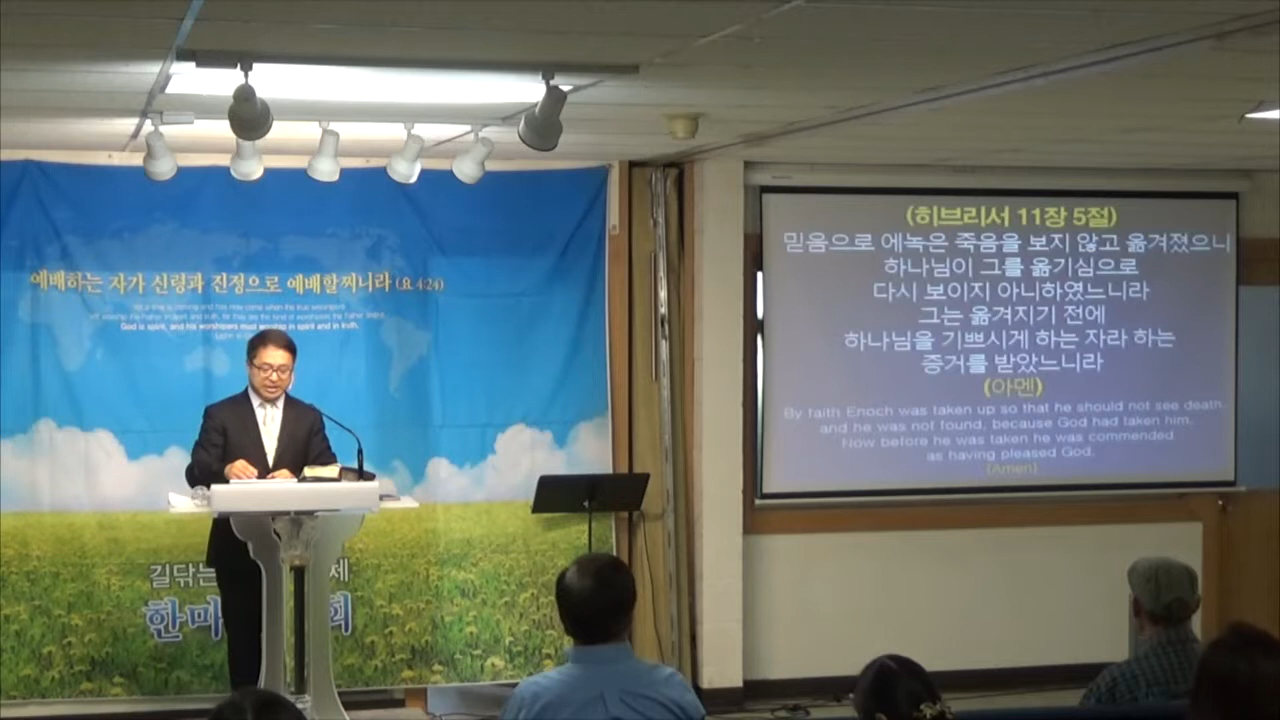 예배하는 자가 신령과 진정으로 예배할찌니라 (요 4:24)
God is spirit, and his worshipers must worship in spirit and in truth.
길닦는
제
한마
회
(히브리서 11장 5절)
믿음으로 에녹은 죽음을 보지 않고 옮겨졌으니
하나님이 그를 옮기심으로
다시 보이지 아니하였느니라
그는 옮겨지기 전에
하나님을 기쁘시게 하는 자라 하는
증거를 받았느니라
(아멘)
By faith Enoch was taken up so that he should not see death,
and he was not found, because God had taken him.
Now before he was taken he was commended
as having pleased God.
(Amen)